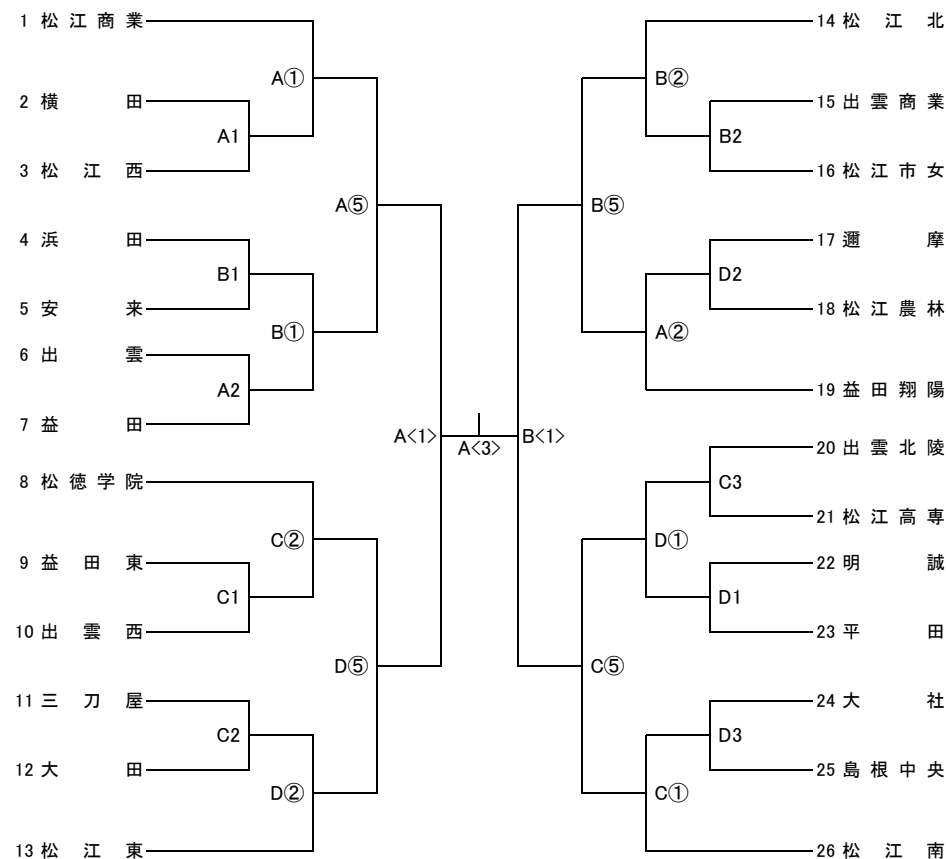 1 松江商業
A①
2 横田
A1
3 松江西
A⑤
4 浜田
B1
5 安来
B①
6 出雲
A2
7 益田
A<1>
8 松徳学院
C②
9 益田東
C1
10 出雲西
D⑤
11 三刀屋
C2
12 大田
D②
13 松江東
A<3>
14 松江北
B②
15 出雲商業
B2
16 松江市女
B⑤
17 邇摩
D2
18 松江農林
A②
19 益田翔陽
B<1>
20 出雲北陵
C3
21 松江高専
D①
22 明誠
D1
23 平田
C⑤
24 大社
D3
25 島根中央
C①
26 松江南